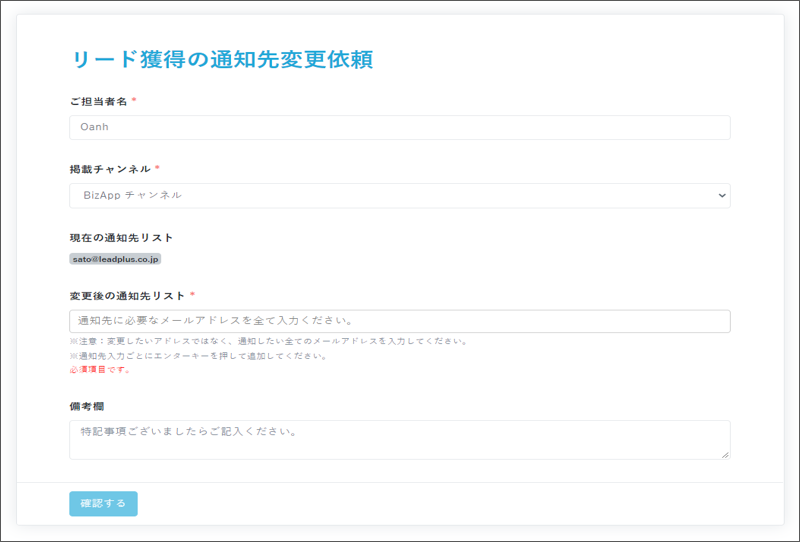 リード獲得の通知先変更依頼
ご担当者名 *
Oanh
掲載チャンネル *
BizApp チャンネル
現在の通知先リスト
sato@leadplus.co.jp
変更後の通知先リスト *
通知先に必要なメールアドレスを全て入力ください。
※注意：変更したいアドレスではなく、通知したい全てのメールアドレスを入力してください。
※通知先入力ごとにエンターキーを押して追加してください。
必須項目です。
備考欄
特記事項ございましたらご記入ください。
確認する